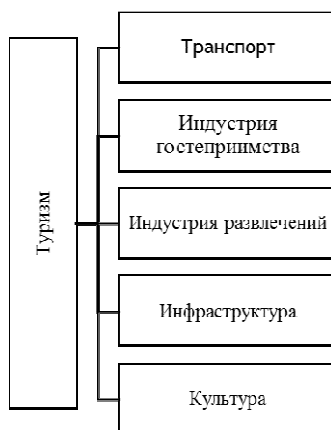 Туризм
Транспорт
Индустрия
гостеприимства
Индустрия развлечений
Инфраструктура
Культура